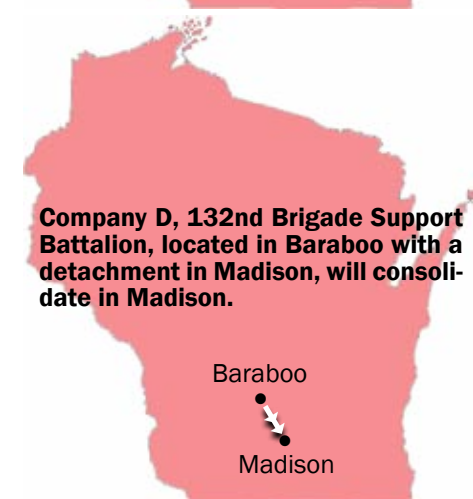 Company D, 132nd Brigade Support
Battalion, located in Baraboo with a
detachment in Madison, will consoli-
date in Madison.
Baraboo
Madison